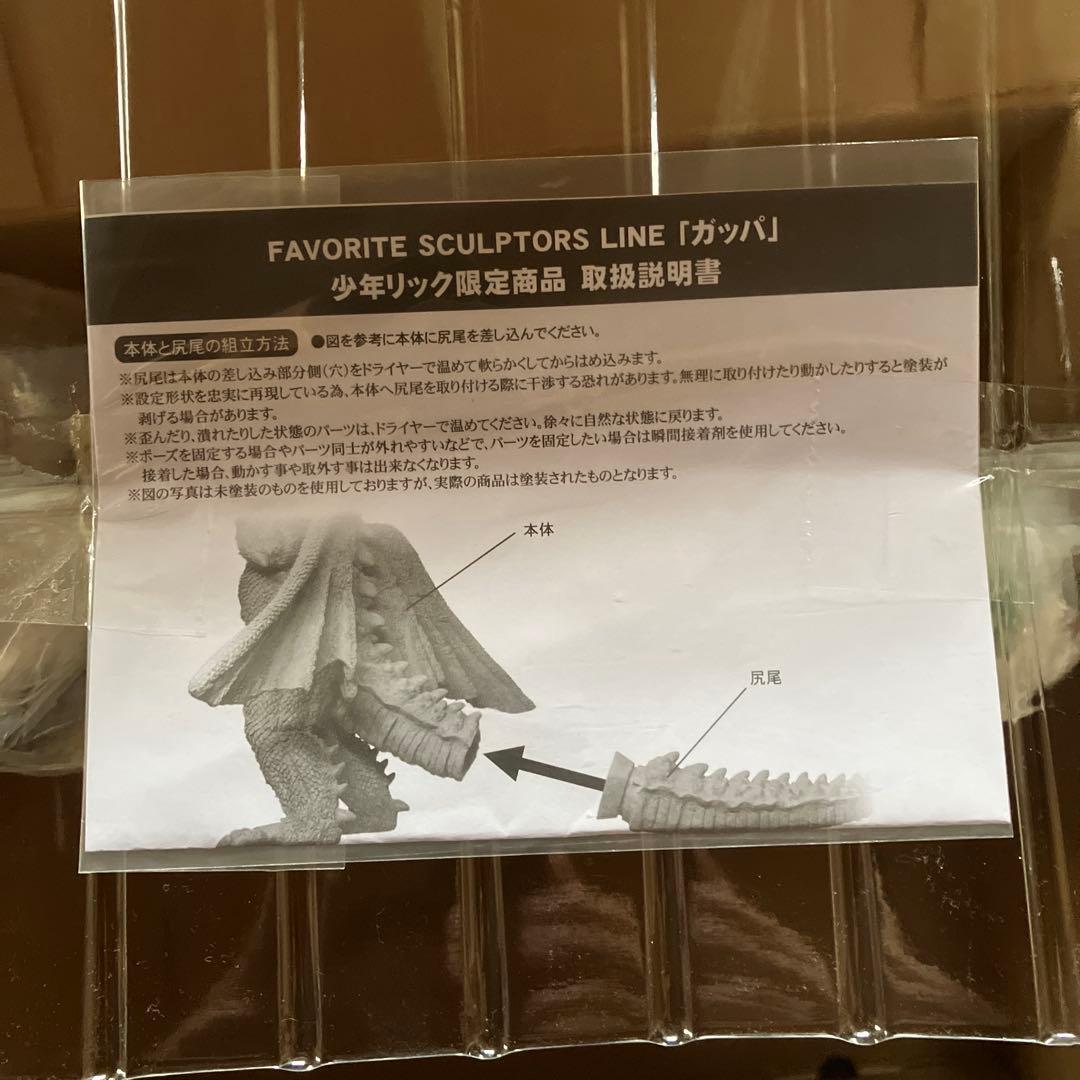 FAVORITE SCULPTORS LINE「ガッパ」
少年リック限定商品 取扱説明書
本体と尻尾の組立方法 ●図を参考に本体に尻尾を差し込んでください。
※尻尾は本体の差し込み部分側(穴)をドライヤーで温めて軟らかくしてからはめ込みます。
※設定形状を忠実に再現している為、本体へ尻尾を取り付ける際に干渉する恐れがあります。無理に取り付けたり動かしたりすると塗装が
剥げる場合があります。
※歪んだり、潰れたりした状態のパーツは、ドライヤーで温めてください。徐々に自然な状態に戻ります。
※ポーズを固定する場合やパーツ同士が外れやすいなどで、パーツを固定したい場合は瞬間接着剤を使用してください。
接着した場合、動かす事や取外す事は出来なくなります。
※図の写真は未塗装のものを使用しておりますが、実際の商品は塗装されたものとなります。
本体
尻尾